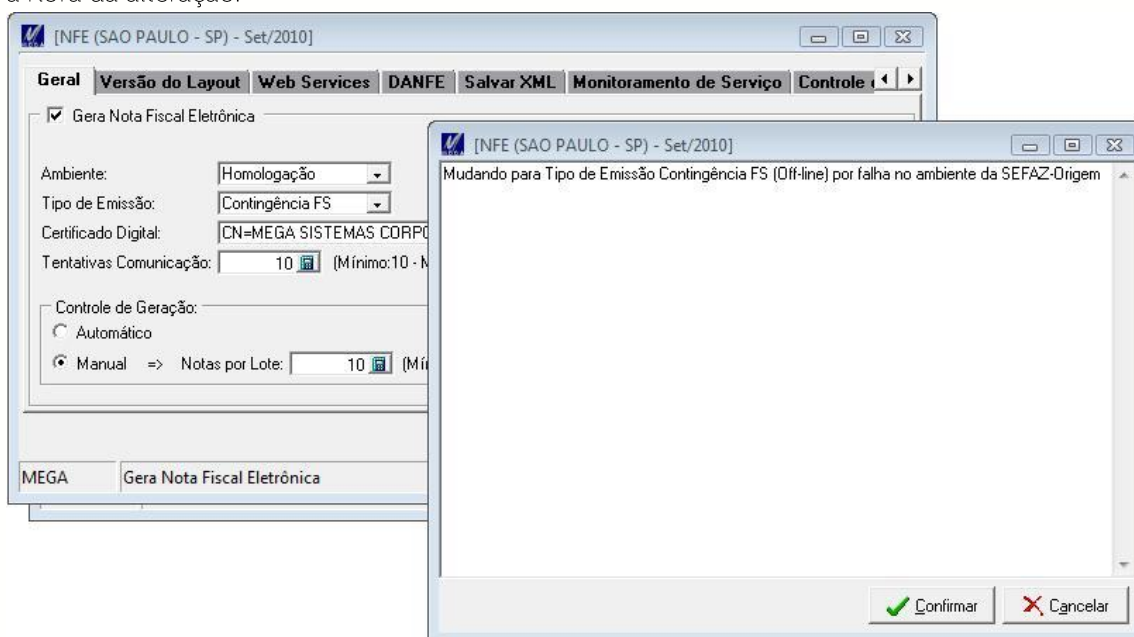 a hora da alteração.
[NFE (SAO PAULO - SP) - Set/2010]
Geral Versão do Layout Web Services DANFE Salvar XML Monitoramento de Serviço Controle
Gera Nota Fiscal Eletrônica
Ambiente: Homologação
Tipo de Emissão: Contingência FS
Certificado Digital: CN=MEGA SISTEMAS
Tentativas Comunicação: 10 (Mínimo:10 -
Controle de Geração:
Automático
Manual => Notas por Lote: 10
MEGA Gera Nota Fiscal Eletrônica
[NFE (SAO PAULO - SP) - Set/2010]
Mudando para Tipo de Emissão Contingência FS (Off-line) por falha no ambiente da SEFAZ-Origem
Confirmar Cancelar